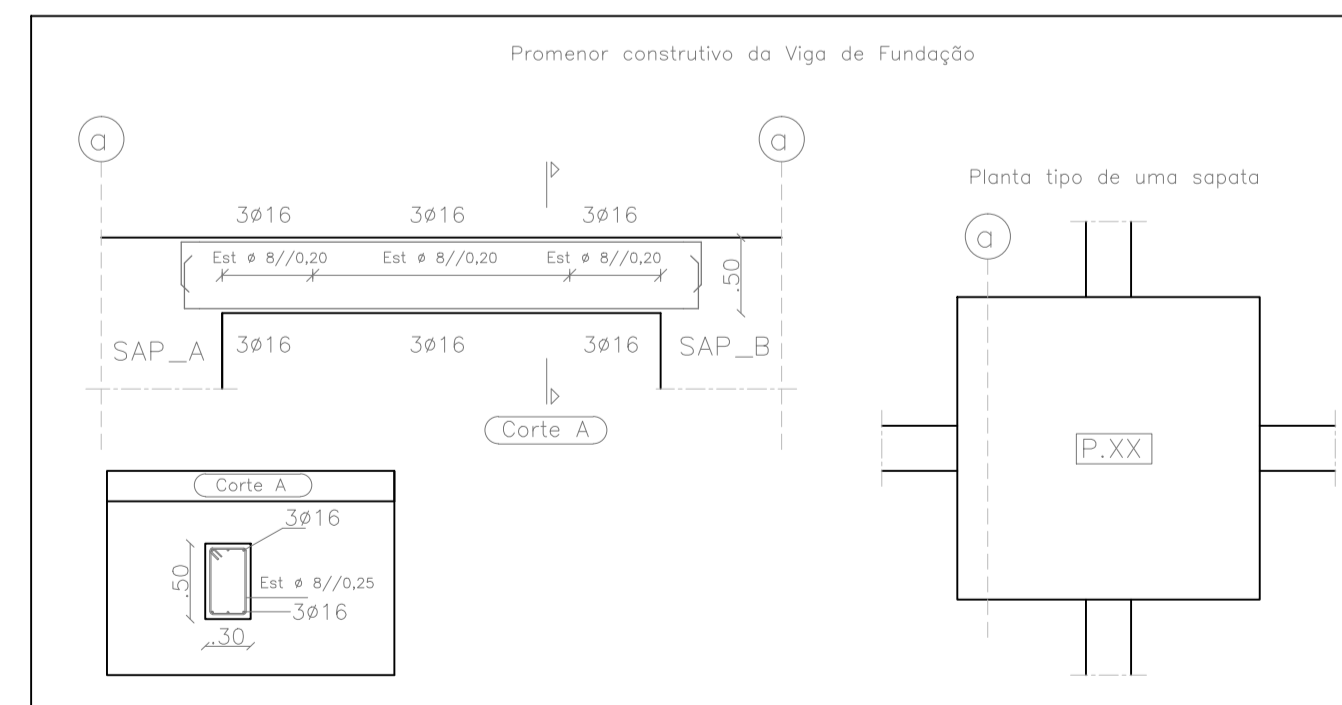 Promenor construtivo da Viga de Fundação
a
a
3ø16 3ø16 3ø16
Est ø 8//0,20 Est ø 8//0,20 Est ø 8//0,20
.50
SAP_A 3ø16 3ø16 3ø16 SAP_B
Corte A
Corte A
3ø16
.50
Est ø 8//0,25
3ø16
.30
Planta tipo de uma sapata
a
P.XX